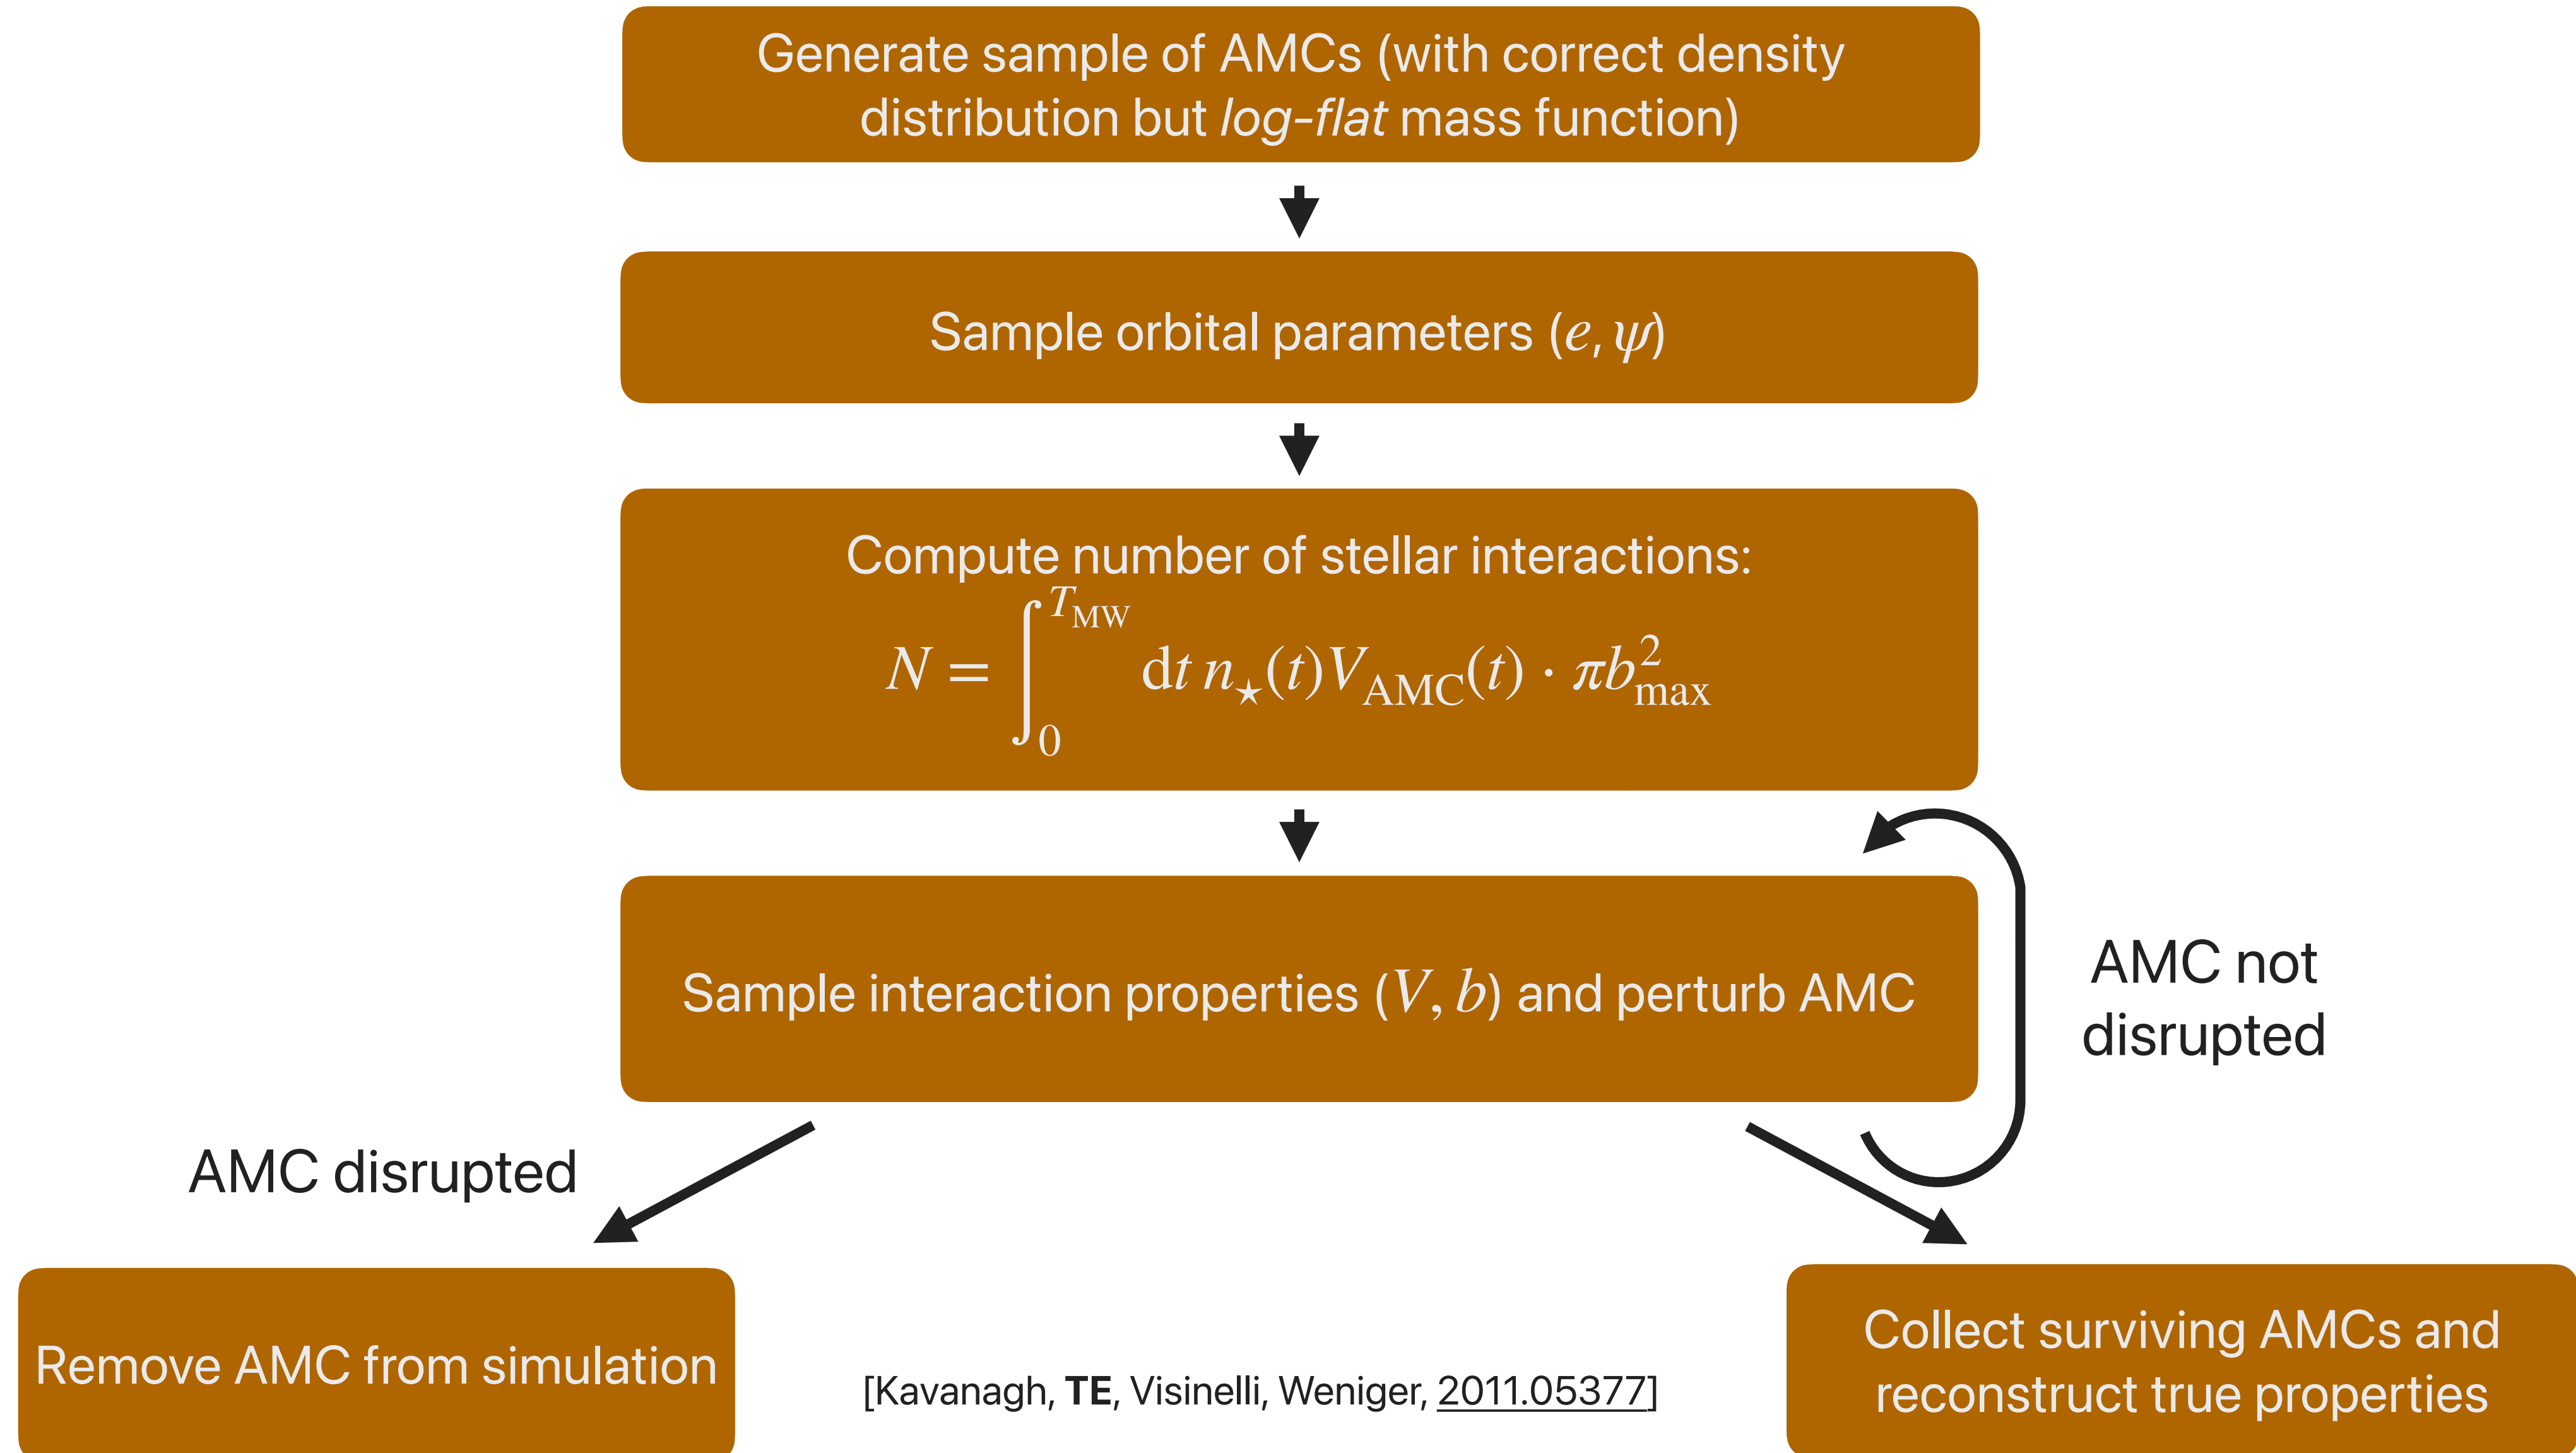 Generate sample of AMCs (with correct density
distribution but log-flat mass function)
Sample orbital parameters (e, ψ)
Compute number of stellar interactions:
N = ∫₀^{T_MW} dt n⋆(t)V_AMC(t) · πb²_max
Sample interaction properties (V, b) and perturb AMC
AMC not
disrupted
AMC disrupted
Remove AMC from simulation
[Kavanagh, TE, Visinelli, Weniger, 2011.05377]
Collect surviving AMCs and
reconstruct true properties